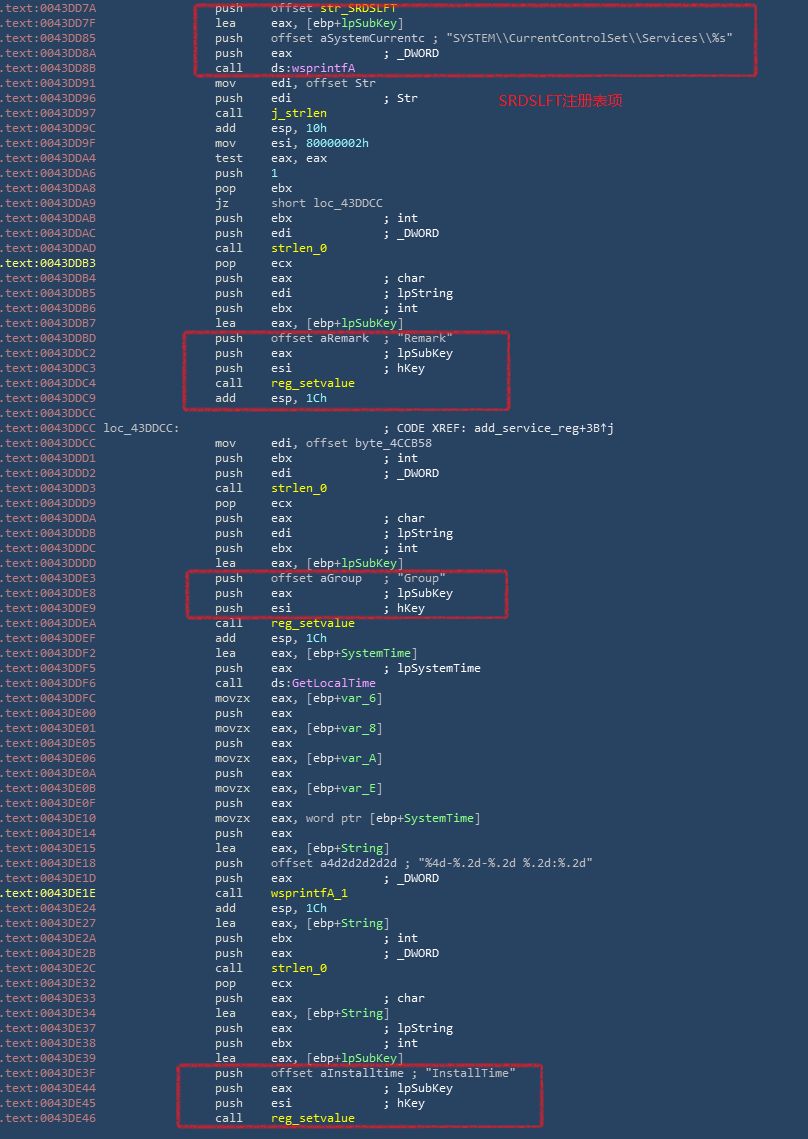 .text:0043DD7A push offset str_SRDSLFT
.text:0043DD7F lea eax, [ebp+lpSubKey]
.text:0043DD85 push offset aSystemCurrentc ; "SYSTEM\\CurrentControlSet\\Services\\%s"
.text:0043DD8A push eax ; _DWORD
.text:0043DD8B call ds:wsprintfA
.text:0043DD91 mov edi, offset Str
.text:0043DD96 push edi ; Str
SRDSLFT注册表项
.text:0043DD97 call j_strlen
.text:0043DD9C add esp, 10h
.text:0043DD9F mov esi, 80000002h
.text:0043DDA4 test eax, eax
.text:0043DDA6 push 1
.text:0043DDA8 pop ebx
.text:0043DDA9 jz short loc_43DDCC
.text:0043DDAB push ebx ; int
.text:0043DDAC push edi ; _DWORD
.text:0043DDAD call strlen_0
.text:0043DDB3 pop ecx
.text:0043DDB4 push eax ; char
.text:0043DDB5 push edi ; lpString
.text:0043DDB6 push ebx ; int
.text:0043DDB7 lea eax, [ebp+lpSubKey]
.text:0043DDBD push offset aRemark ; "Remark"
.text:0043DDC2 push eax ; lpSubKey
.text:0043DDC3 push esi ; hKey
.text:0043DDC4 call reg_setvalue
.text:0043DDC9 add esp, 1Ch
.text:0043DDCC
.text:0043DDCC loc_43DDCC: ; CODE XREF: add_service_reg+3B↑j
.text:0043DDCC mov edi, offset byte_4CCB58
.text:0043DDD1 push ebx ; int
.text:0043DDD2 push edi ; _DWORD
.text:0043DDD3 call strlen_0
.text:0043DDD9 pop ecx
.text:0043DDDA push eax ; char
.text:0043DDDB push edi ; lpString
.text:0043DDDC push ebx ; int
.text:0043DDDD lea eax, [ebp+lpSubKey]
.text:0043DDE3 push offset aGroup ; "Group"
.text:0043DDE8 push eax ; lpSubKey
.text:0043DDE9 push esi ; hKey
.text:0043DDEA call reg_setvalue
.text:0043DDEF add esp, 1Ch
.text:0043DDF2 lea eax, [ebp+SystemTime]
.text:0043DDF5 push eax ; lpSystemTime
.text:0043DDF6 call ds:GetLocalTime
.text:0043DDFC movzx eax, [ebp+var_6]
.text:0043DE00 push eax
.text:0043DE01 movzx eax, [ebp+var_8]
.text:0043DE05 push eax
.text:0043DE06 movzx eax, [ebp+var_A]
.text:0043DE0A push eax
.text:0043DE0B movzx eax, [ebp+var_E]
.text:0043DE0F push eax
.text:0043DE10 movzx eax, word ptr [ebp+SystemTime]
.text:0043DE14 push eax
.text:0043DE15 lea eax, [ebp+String]
.text:0043DE18 push offset a4d2d2d2d2d ; "%4d-%.2d-%.2d %.2d:%.2d"
.text:0043DE1D push eax ; _DWORD
.text:0043DE1E call wsprintfA_1
.text:0043DE24 add esp, 1Ch
.text:0043DE27 lea eax, [ebp+String]
.text:0043DE2A push ebx ; int
.text:0043DE2B push eax ; _DWORD
.text:0043DE2C call strlen_0
.text:0043DE32 pop ecx
.text:0043DE33 push eax ; char
.text:0043DE34 lea eax, [ebp+String]
.text:0043DE37 push eax ; lpString
.text:0043DE38 push ebx ; int
.text:0043DE39 lea eax, [ebp+lpSubKey]
.text:0043DE3F push offset aInstalltime ; "InstallTime"
.text:0043DE44 push eax ; lpSubKey
.text:0043DE45 push esi ; hKey
.text:0043DE46 call reg_setvalue